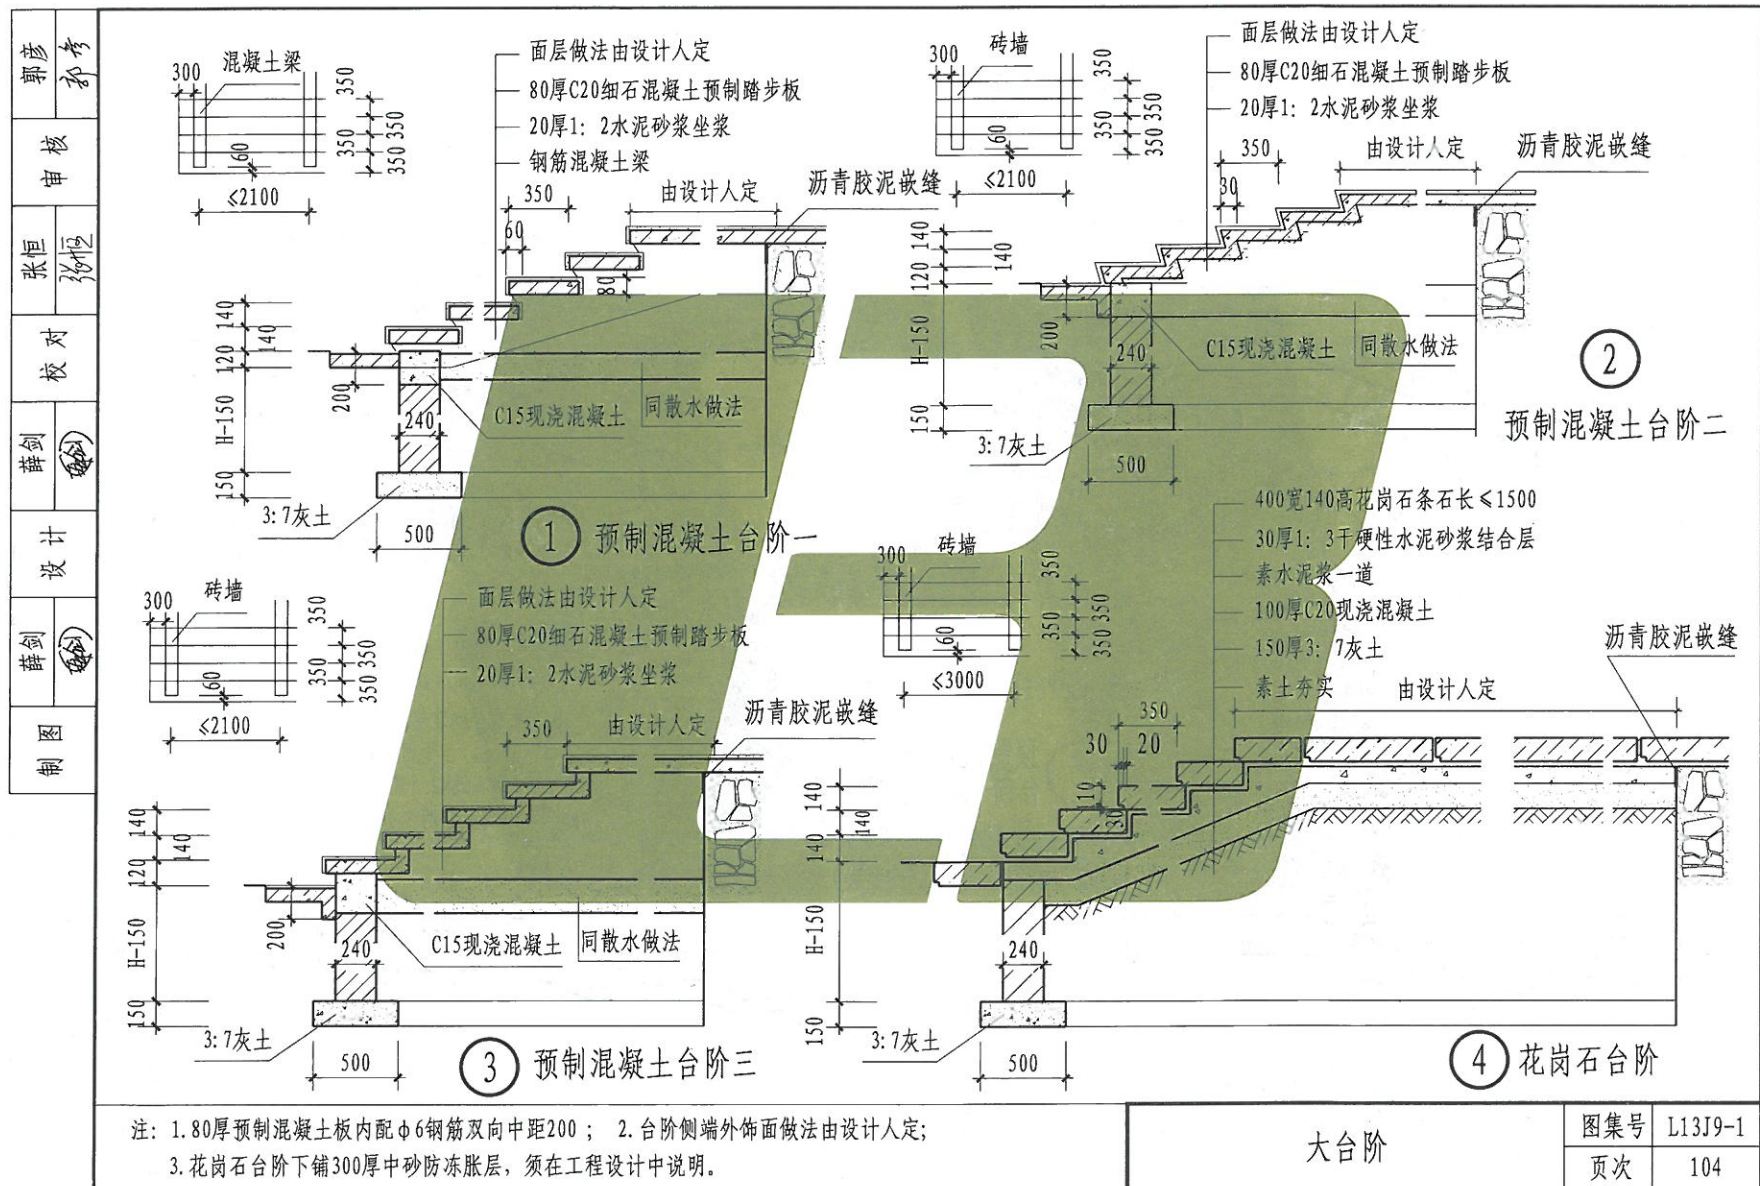 郭彦
审核
张恒
校对
薛剑
设计
薛剑
制图
混凝土梁
300
350
350
350
350
60
≤2100
面层做法由设计人定
80厚C20细石混凝土预制踏步板
20厚1：2水泥砂浆坐浆
钢筋混凝土梁
350
由设计人定
沥青胶泥嵌缝
60
80
140
140
120
200
H-150
240
C15现浇混凝土
同散水做法
150
3:7灰土
500
① 预制混凝土台阶一
砖墙
300
350
350
350
350
60
≤2100
面层做法由设计人定
80厚C20细石混凝土预制踏步板
20厚1：2水泥砂浆坐浆
350
由设计人定
沥青胶泥嵌缝
30
140
140
120
200
H-150
240
C15现浇混凝土
同散水做法
150
3:7灰土
500
②
预制混凝土台阶二
砖墙
300
350
350
350
350
60
≤2100
面层做法由设计人定
80厚C20细石混凝土预制踏步板
20厚1：2水泥砂浆坐浆
350
由设计人定
沥青胶泥嵌缝
140
140
120
200
H-150
240
C15现浇混凝土
同散水做法
150
3:7灰土
500
③ 预制混凝土台阶三
砖墙
300
350
350
350
350
60
≤3000
400宽140高花岗石条石长≤1500
30厚1：3干硬性水泥砂浆结合层
素水泥浆一道
100厚C20现浇混凝土
150厚3：7灰土
素土夯实
由设计人定
沥青胶泥嵌缝
350
30
20
10
30
140
140
140
H-150
240
150
3:7灰土
500
④ 花岗石台阶
注：1.80厚预制混凝土板内配ф6钢筋双向中距200；2.台阶侧端外饰面做法由设计人定；
3.花岗石台阶下铺300厚中砂防冻胀层，须在工程设计中说明。
大台阶
图集号 L13J9-1
页次 104